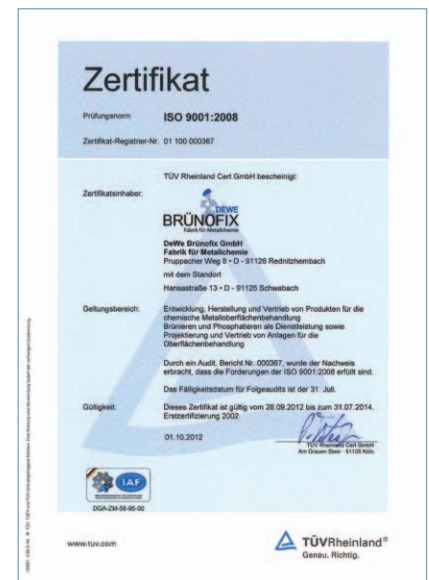 Zertifikat
Prüfungsnorm ISO 9001:2008
Zertifikat-Registrier-Nr. 01 100 000367
TÜV Rheinland Cert GmbH bescheinigt:
Zertifikatsinhaber:
DEWE
BRÜNOFIX
Fabrik für Metallchemie
DeWe Brünofix GmbH
Fabrik für Metallchemie
Pruppacher Weg 8 • D - 91126 Rednitzhembach
mit dem Standort
Hansastraße 13 • D - 91126 Schwabach
Geltungsbereich: Entwicklung, Herstellung und Vertrieb von Produkten für die
chemische Metalloberflächenbehandlung
Brünieren und Phosphatieren als Dienstleistung sowie
Projektierung und Vertrieb von Anlagen für die
Oberflächenbehandlung
Durch ein Audit, Bericht Nr. 000367, wurde der Nachweis
erbracht, dass die Forderungen der ISO 9001:2008 erfüllt sind.
Das Fälligkeitsdatum für Folgeaudits ist der 31. Juli.
Gültigkeit: Dieses Zertifikat ist gültig vom 28.09.2012 bis zum 31.07.2014.
Erstzertifizierung 2002
01.10.2012
TÜV Rheinland Cert GmbH
Am Grauen Stein · 51105 Köln
IAF
DGA-ZM-58-95-00
www.tuv.com
TÜVRheinland®
Genau. Richtig.